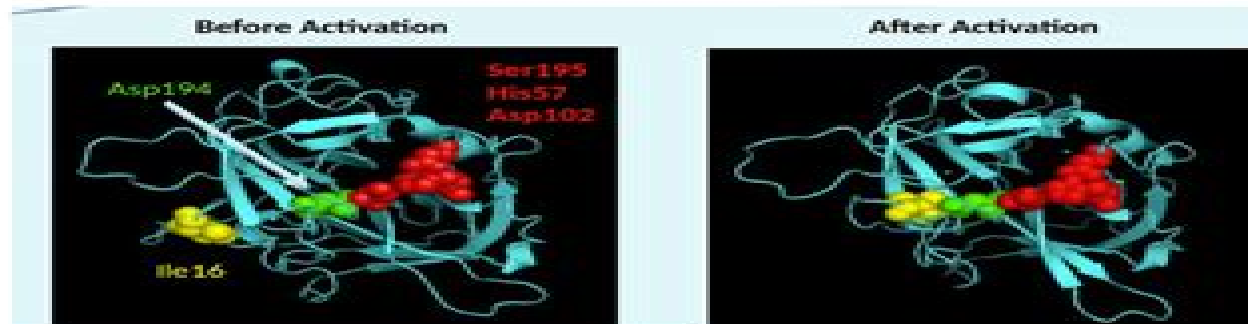 Before Activation
After Activation
Asp194
Ser195
His57
Asp102
Ile16